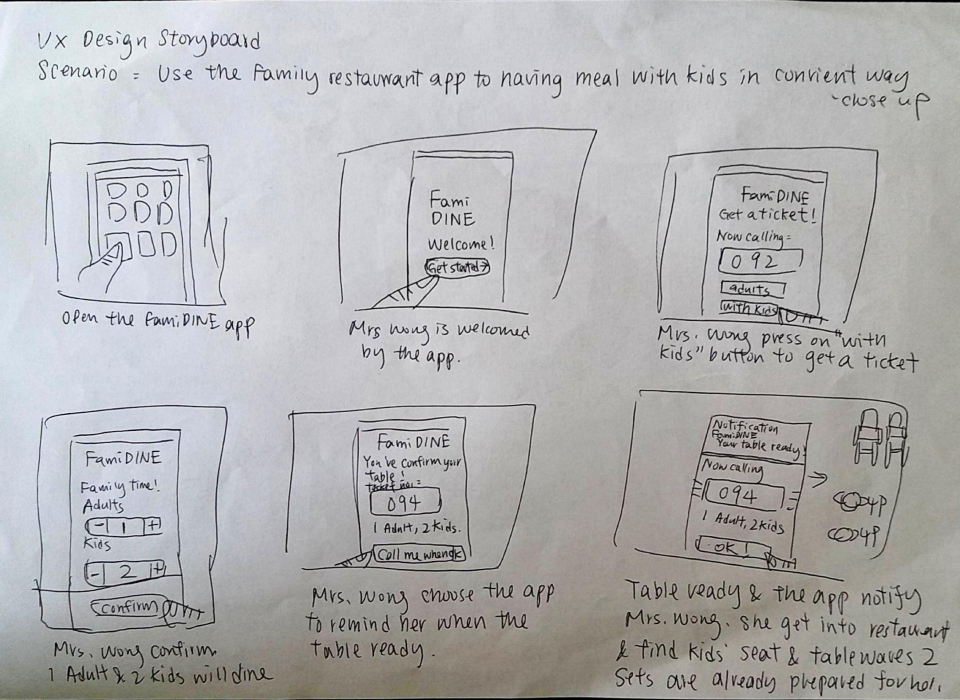 UX Design Storyboard
Scenario = Use the Family restaurant app to having meal with kids in convient way
-close up
Open the famiDINE app
Fami
DINE
Welcome!
Get started→
Mrs Wong is welcomed
by the app.
FamiDINE
Get a ticket!
Now calling=
092
adults
with kids
Mrs. Wong press on "with
kids" button to get a ticket
FamiDINE
Family time!
Adults
- 1 +
Kids
- 2 +
Confirm
Mrs. Wong confirm
1 Adult & 2 kids will dine
FamiDINE
You've confirm your
table!
ticket no.=
094
1 Adult, 2 kids.
Call me when ok
Mrs. Wong choose the app
to remind her when the
table ready.
Notification
FamiDINE
Your table ready!
Now calling
094
1 Adult, 2 kids
OK!
4P
4P
Table ready & the app notify
Mrs. Wong. She get into restaurant
& find kids' seat & tablewares 2
Sets are already prepared for her.